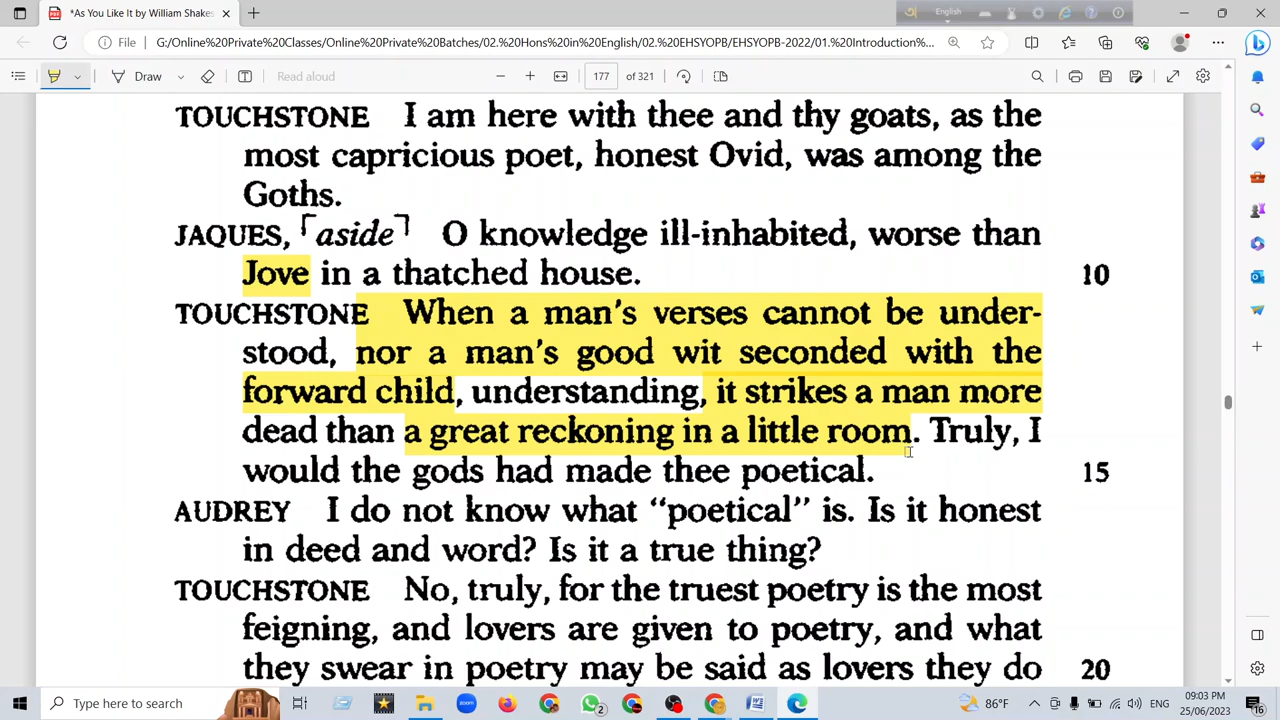 *As You Like It by William Shakes
English
File
G:/Online%20Private%20Classes/Online%20Private%20Batches/02.%20Hons%20in%20English/02.%20EHSYOPB/EHSYOPB-2022/01.%20Introduction%...
Draw
Read aloud
177 of 321
TOUCHSTONE I am here with thee and thy goats, as the
most capricious poet, honest Ovid, was among the
Goths.
JAQUES, ⌈aside⌉ O knowledge ill-inhabited, worse than
Jove in a thatched house. 10
TOUCHSTONE When a man's verses cannot be under-
stood, nor a man's good wit seconded with the
forward child, understanding, it strikes a man more
dead than a great reckoning in a little room. Truly, I
would the gods had made thee poetical. 15
AUDREY I do not know what “poetical” is. Is it honest
in deed and word? Is it a true thing?
TOUCHSTONE No, truly, for the truest poetry is the most
feigning, and lovers are given to poetry, and what
they swear in poetry may be said as lovers they do 20
Type here to search
2
86°F
ENG
09:03 PM
25/06/2023
16